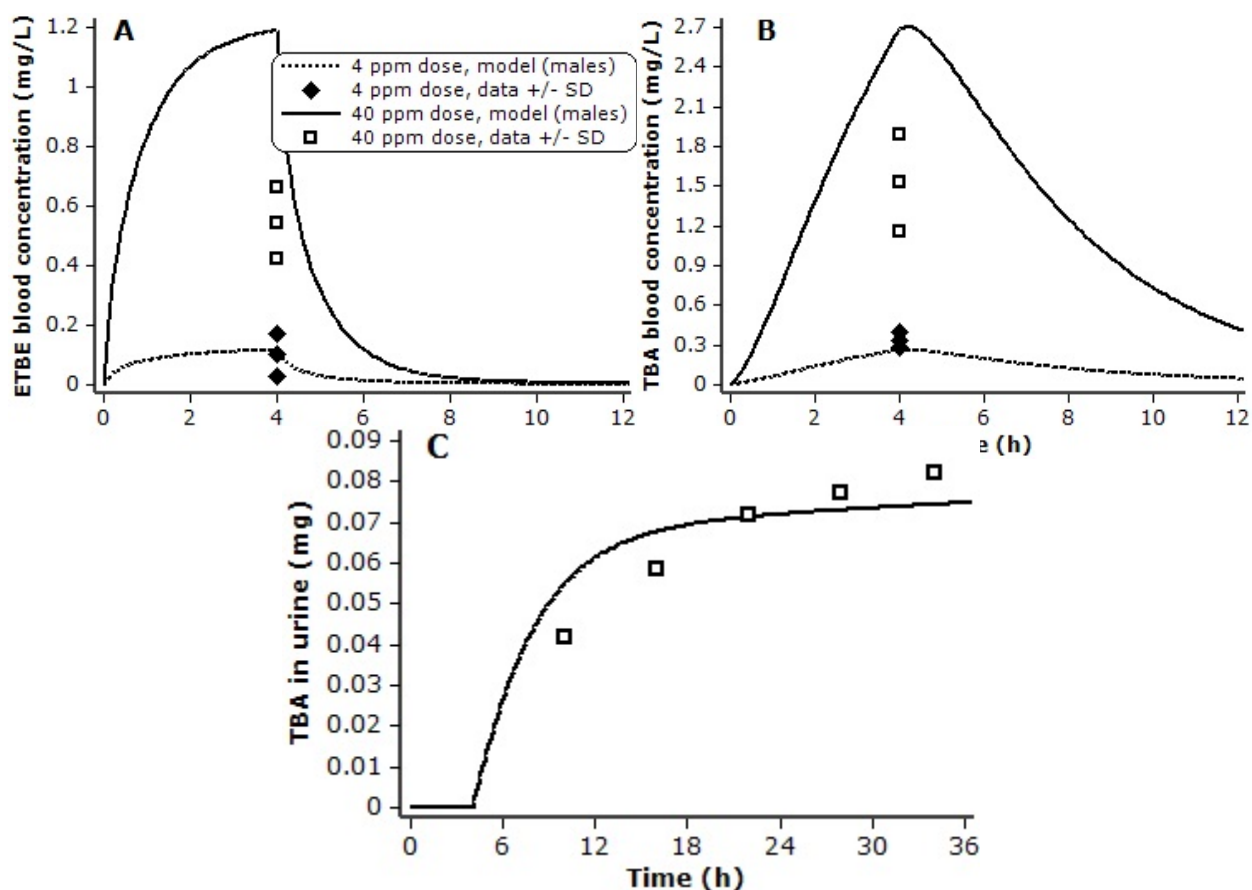 A
ETBE blood concentration (mg/L)
1.2
1
0.8
0.6
0.4
0.2
0
0 2 4 6 8 10 12
4 ppm dose, model (males)
4 ppm dose, data +/- SD
40 ppm dose, model (males)
40 ppm dose, data +/- SD
B
TBA blood concentration (mg/L)
2.7
2.4
2.1
1.8
1.5
1.2
0.9
0.6
0.3
0
0 2 4 6 8 10 12
e (h)
C
TBA in urine (mg)
0.09
0.08
0.07
0.06
0.05
0.04
0.03
0.02
0.01
0
0 6 12 18 24 30 36
Time (h)